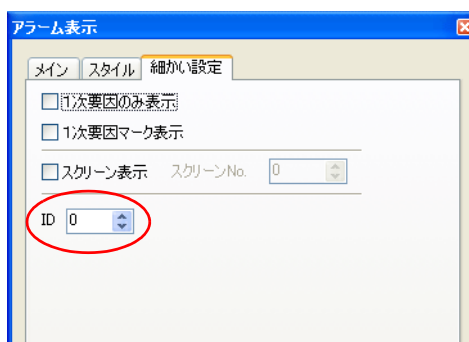 アラーム表示
メイン スタイル 細かい設定
1次要因のみ表示
1次要因マーク表示
スクリーン表示 スクリーンNo. 0
ID 0